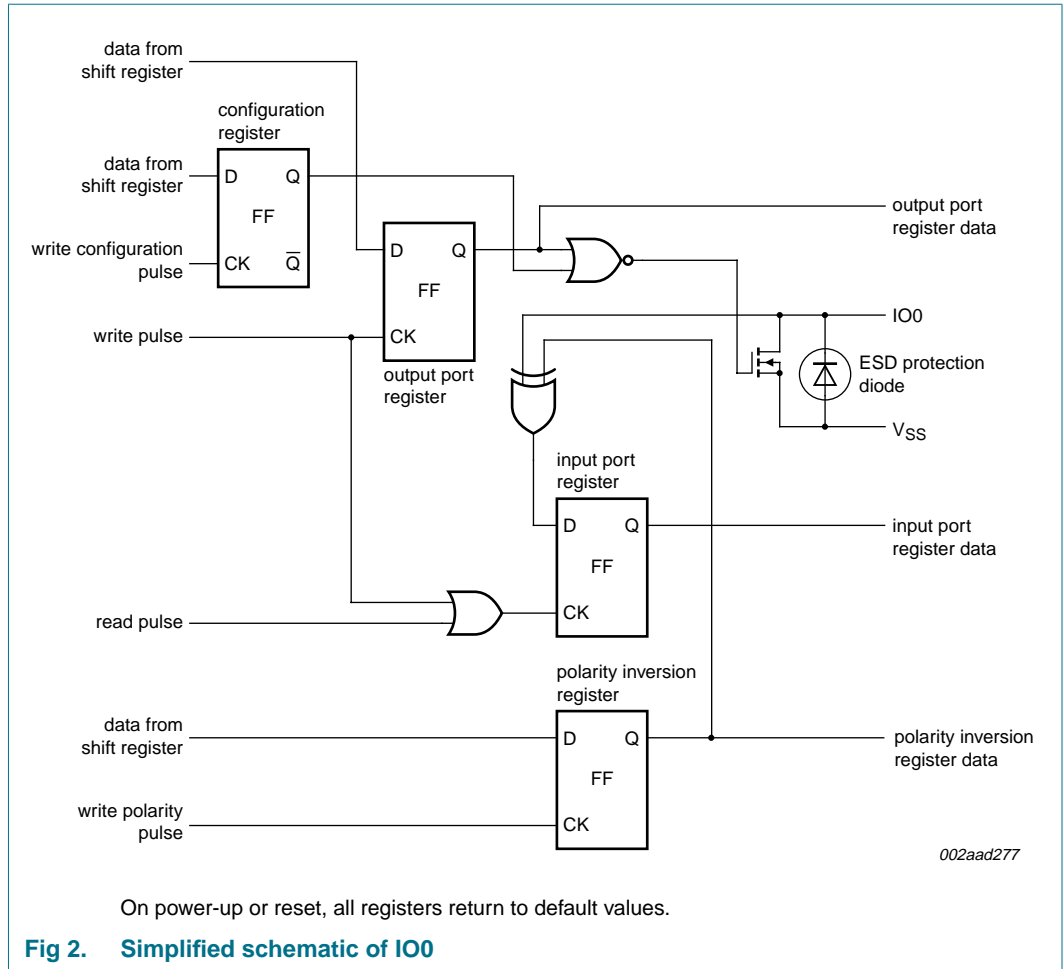 data from
shift register
configuration
register
data from
shift register
D Q
FF
CK Q̅
write configuration
pulse
output port
register data
D Q
FF
CK
output port
register
write pulse
IO0
ESD protection
diode
VSS
input port
register
D Q
FF
CK
input port
register data
read pulse
polarity inversion
register
data from
shift register
D Q
FF
CK
polarity inversion
register data
write polarity
pulse
002aad277
On power-up or reset, all registers return to default values.
Fig 2. Simplified schematic of IO0